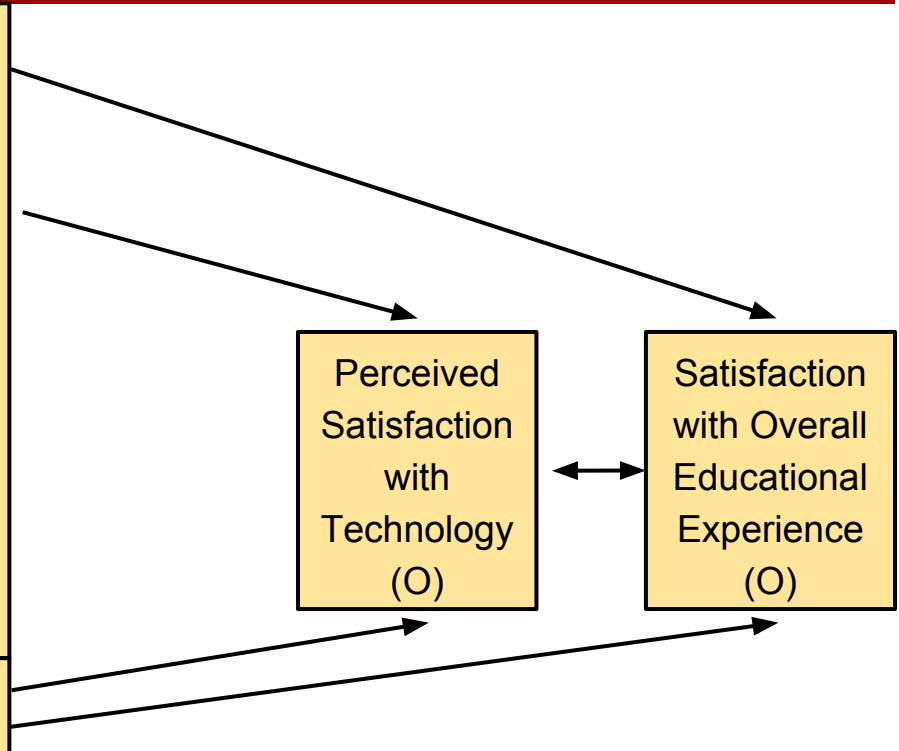 Perceived
Satisfaction
with
Technology
(O)
Satisfaction
with Overall
Educational
Experience
(O)